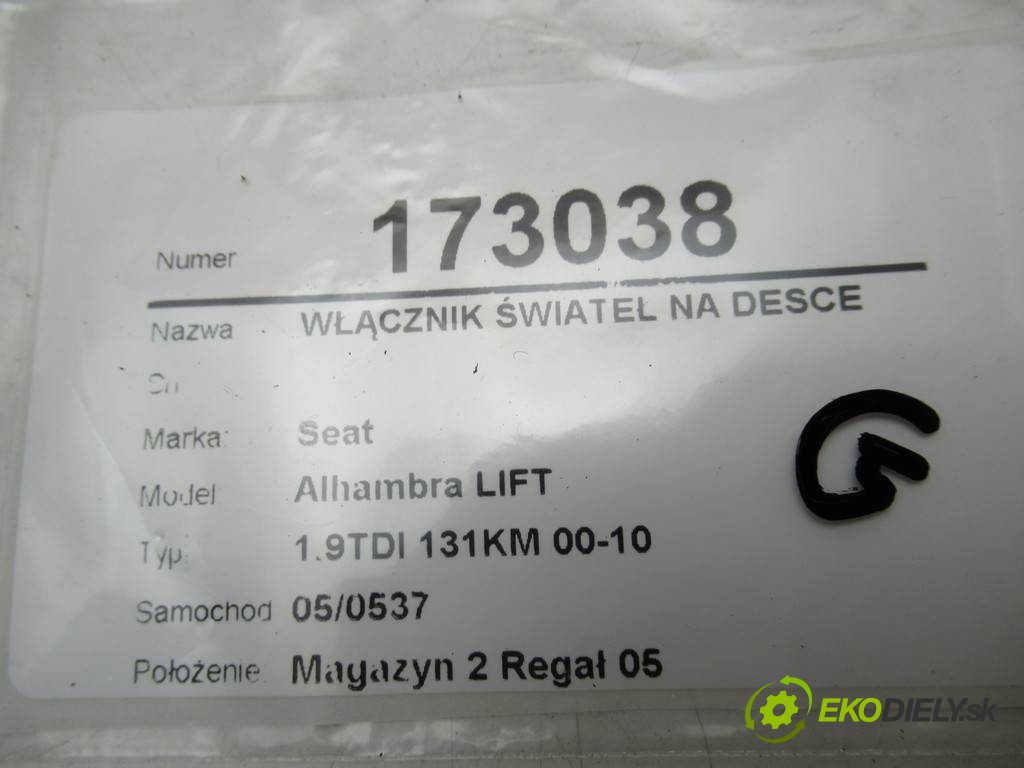 Numer 173038
Nazwa WŁĄCZNIK ŚWIATEŁ NA DESCE
Marka: Seat
Model Alhambra LIFT
Typ: 1.9TDI 131KM 00-10
Samochod 05/0537
Położenie Magazyn 2 Regał 05
G
EKODIELY.sk